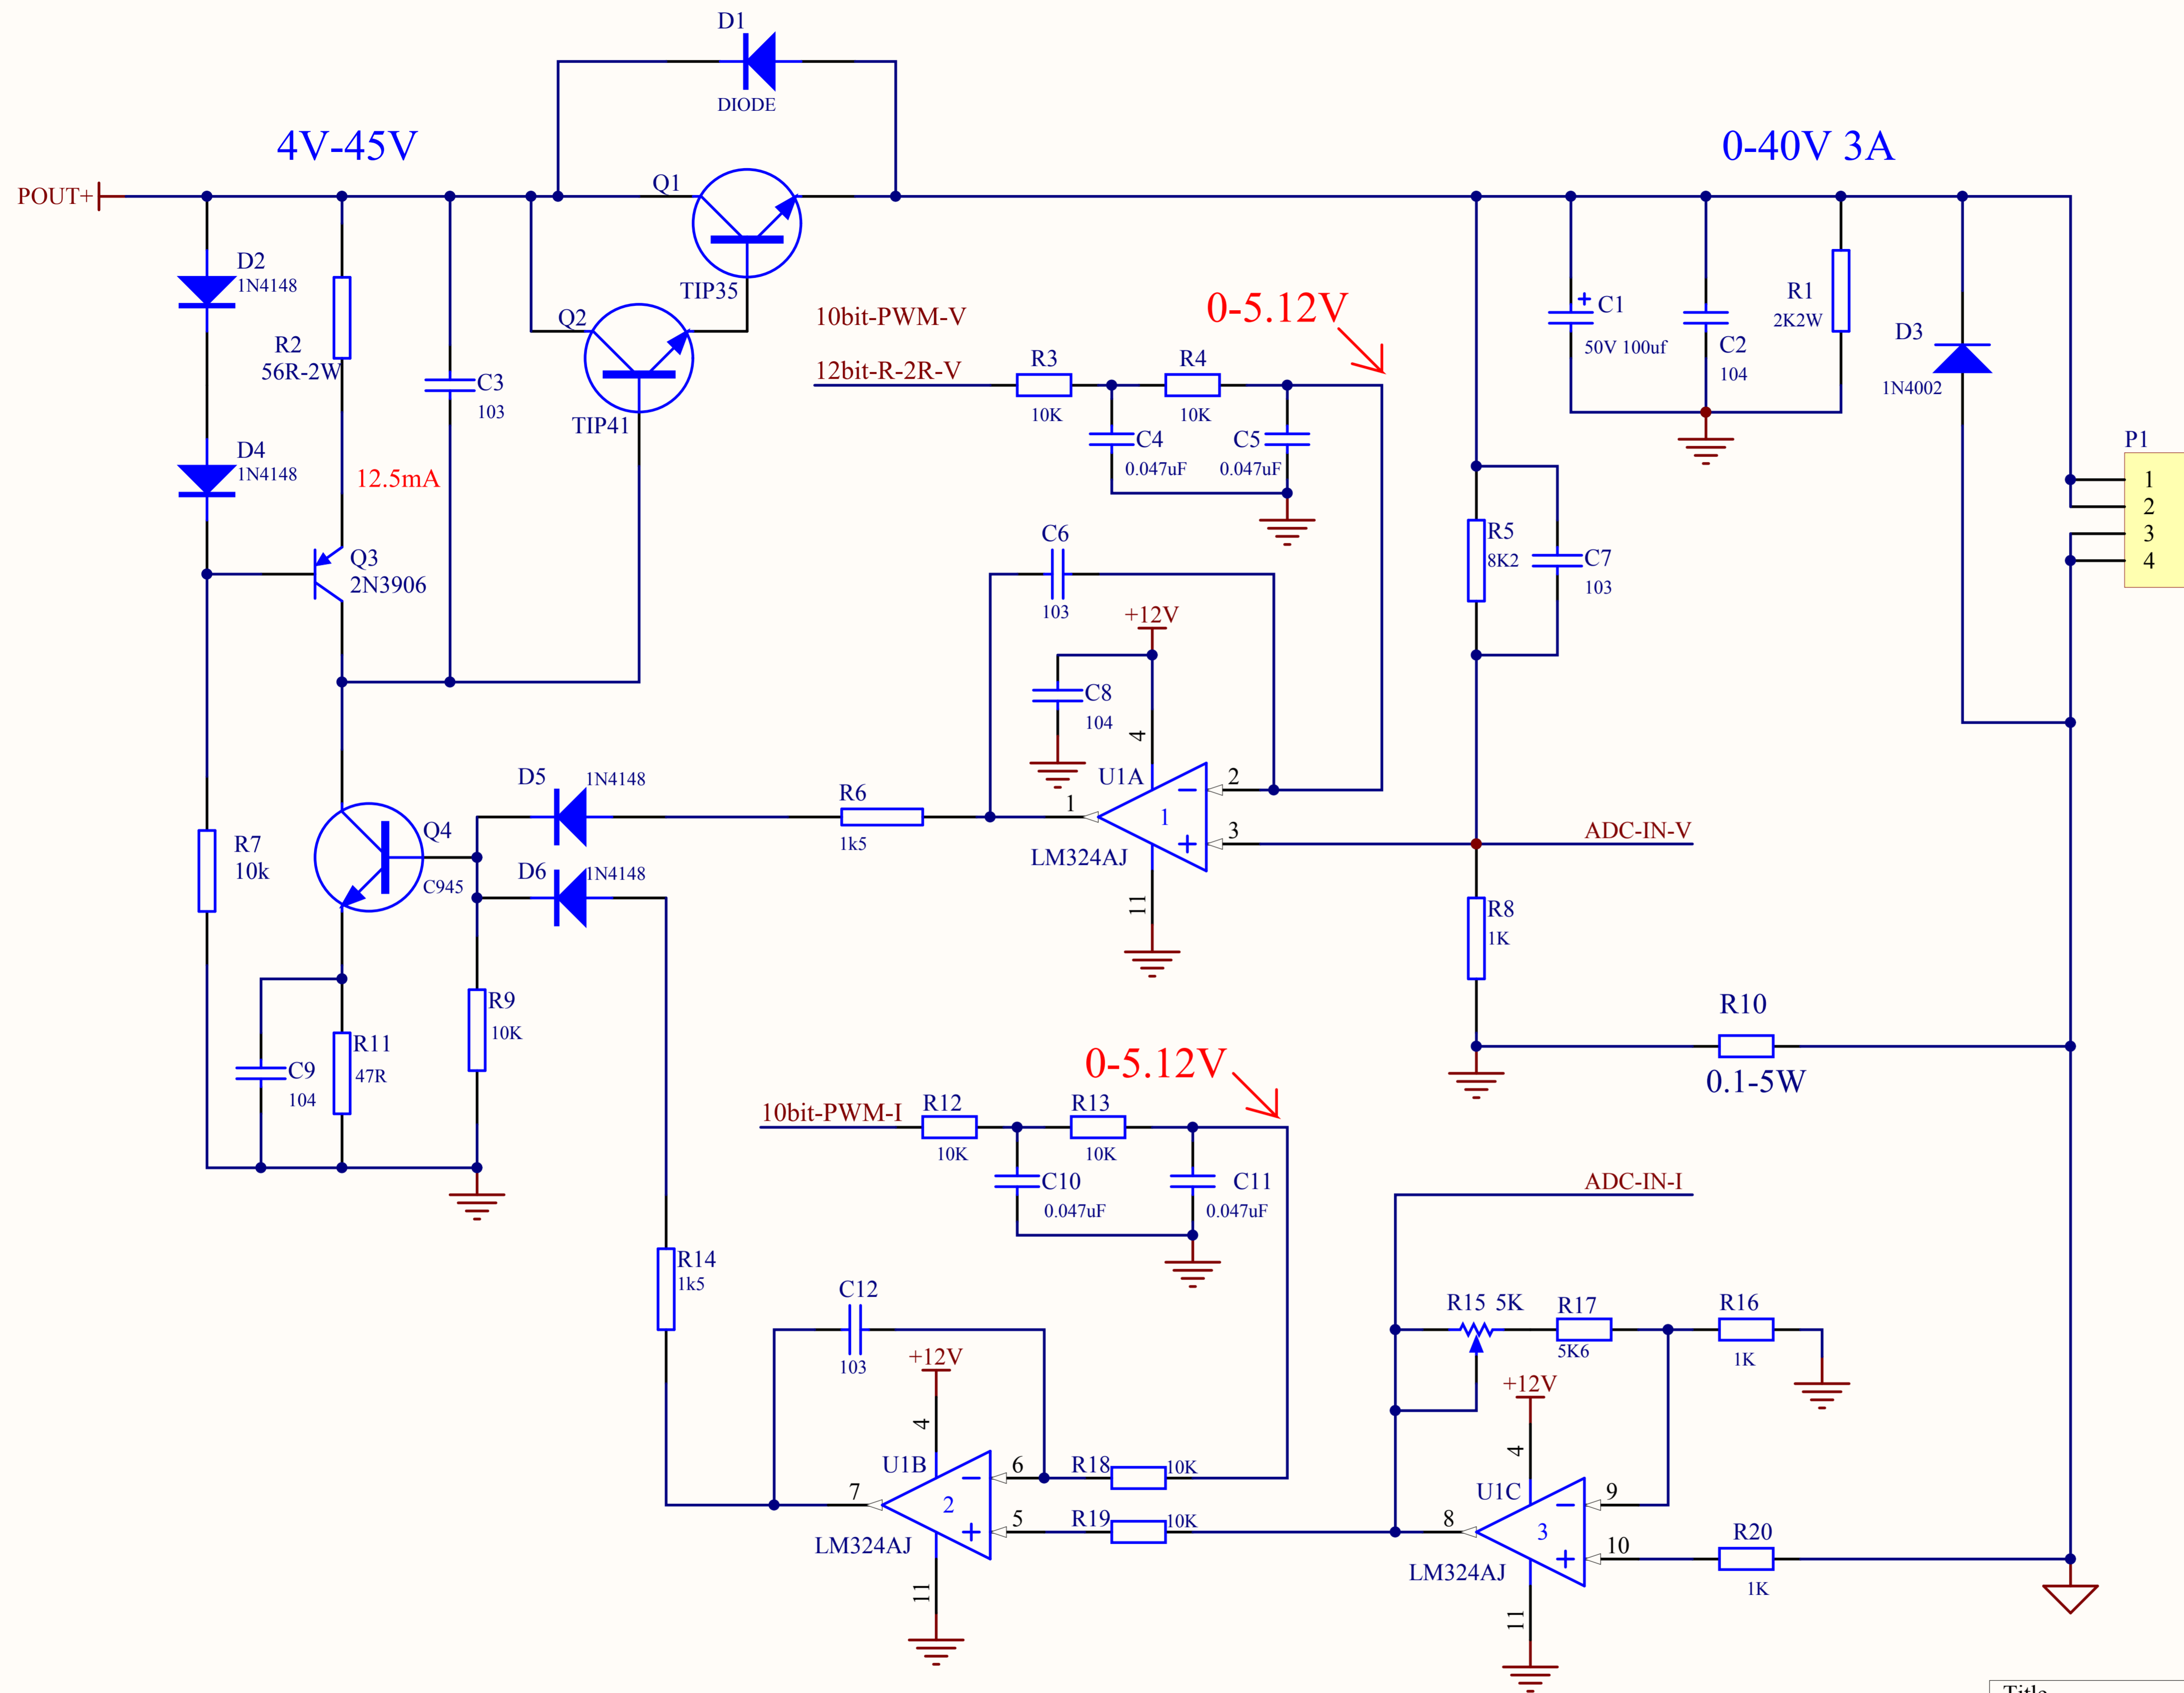 D1
DIODE
4V-45V
0-40V 3A
POUT+
Q1
TIP35
D2
1N4148
R2
56R-2W
Q2
TIP41
10bit-PWM-V
12bit-R-2R-V
0-5.12V
R3
10K
R4
10K
C4
0.047uF
C5
0.047uF
C1
50V 100uf
C2
104
R1
2K2W
D3
1N4002
C3
103
D4
1N4148
12.5mA
P1
1
2
3
4
Q3
2N3906
C6
103
R5
8K2
C7
103
+12V
C8
104
4
U1A
1
2
3
1
LM324AJ
11
D5
1N4148
R6
1k5
ADC-IN-V
R7
10k
Q4
C945
D6
1N4148
R8
1K
R9
10K
R11
47R
C9
104
R10
0.1-5W
0-5.12V
10bit-PWM-I
R12
10K
R13
10K
C10
0.047uF
C11
0.047uF
ADC-IN-I
R14
1k5
C12
103
R15 5K
R17
5K6
R16
1K
+12V
4
U1B
7
2
6
5
LM324AJ
11
R18
10K
R19
10K
+12V
4
U1C
8
3
9
10
LM324AJ
11
R20
1K
Title